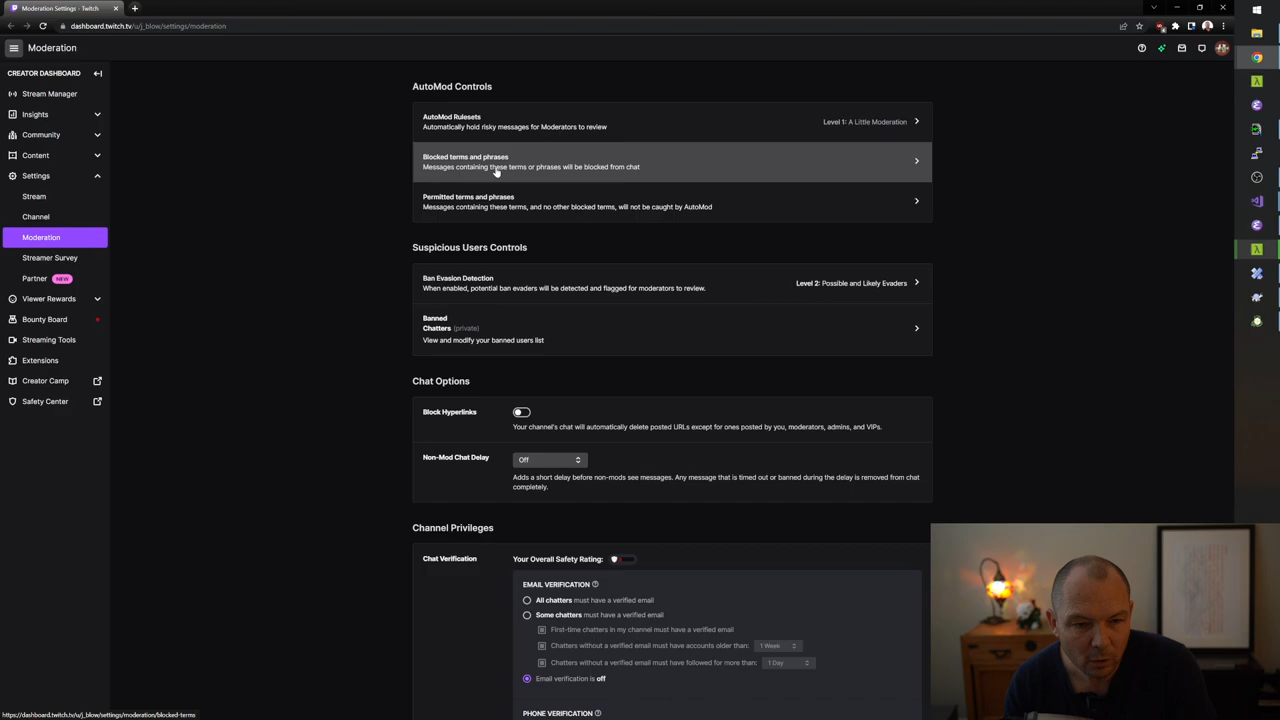 Moderation Settings - Twitch
dashboard.twitch.tv/u/j_blow/settings/moderation
Moderation
CREATOR DASHBOARD
Stream Manager
Insights
Community
Content
Settings
Stream
Channel
Moderation
Streamer Survey
Partner NEW
Viewer Rewards
Bounty Board
Streaming Tools
Extensions
Creator Camp
Safety Center
AutoMod Controls
AutoMod Rulesets
Automatically hold risky messages for Moderators to review
Level 1: A Little Moderation
Blocked terms and phrases
Messages containing these terms or phrases will be blocked from chat
Permitted terms and phrases
Messages containing these terms, and no other blocked terms, will not be caught by AutoMod
Suspicious Users Controls
Ban Evasion Detection
When enabled, potential ban evaders will be detected and flagged for moderators to review.
Level 2: Possible and Likely Evaders
Banned
Chatters (private)
View and modify your banned users list
Chat Options
Block Hyperlinks
Your channel's chat will automatically delete posted URLs except for ones posted by you, moderators, admins, and VIPs.
Non-Mod Chat Delay
Off
Adds a short delay before non-mods see messages. Any message that is timed out or banned during the delay is removed from chat
completely.
Channel Privileges
Chat Verification
Your Overall Safety Rating:
EMAIL VERIFICATION
All chatters must have a verified email
Some chatters must have a verified email
First-time chatters in my channel must have a verified email
Chatters without a verified email must have accounts older than: 1 Week
Chatters without a verified email must have followed for more than: 1 Day
Email verification is off
PHONE VERIFICATION
https://dashboard.twitch.tv/u/j_blow/settings/moderation/blocked-terms